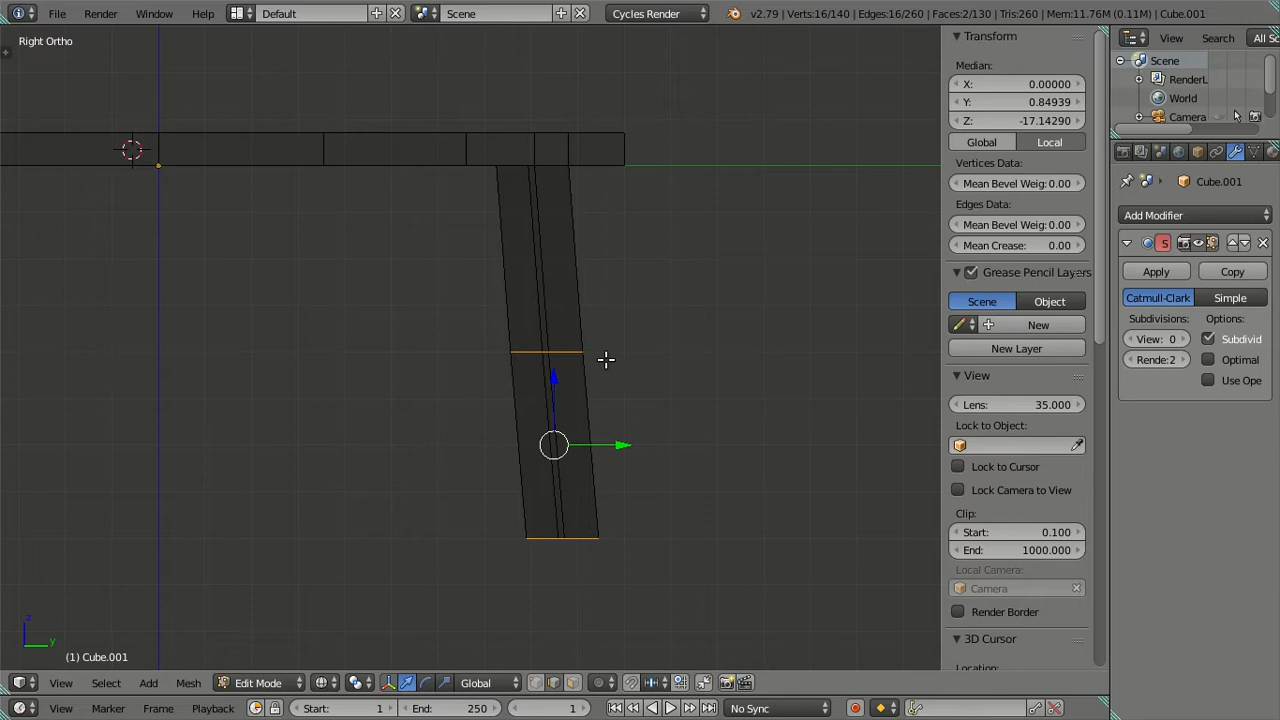 File Render Window Help Default Scene Cycles Render v2.79 | Verts:16/140 | Edges:16/260 | Faces:2/130 | Tris:260 | Mem:11.76M (0.11M) | Cube.001
Right Ortho
Transform
View Search All Sc
Scene
Median:
RenderL
X: 0.00000
World
Y: 0.84939
Camera
Z: -17.14290
Global Local
Vertices Data:
Cube.001
Mean Bevel Weig: 0.00
Edges Data:
Add Modifier
Mean Bevel Weig: 0.00
Mean Crease: 0.00
S
Grease Pencil Layers
Apply Copy
Scene Object
Catmull-Clark Simple
New
Subdivisions: Options:
New Layer
View: 0 Subdivid
Rende: 2 Optimal
View
Use Ope
Lens: 35.000
Lock to Object:
Lock to Cursor
Lock Camera to View
Clip:
Start: 0.100
End: 1000.000
Local Camera:
Camera
Render Border
z
y
3D Cursor
(1) Cube.001
Location:
View Select Add Mesh Edit Mode Global
View Marker Frame Playback Start: 1 End: 250 1 No Sync